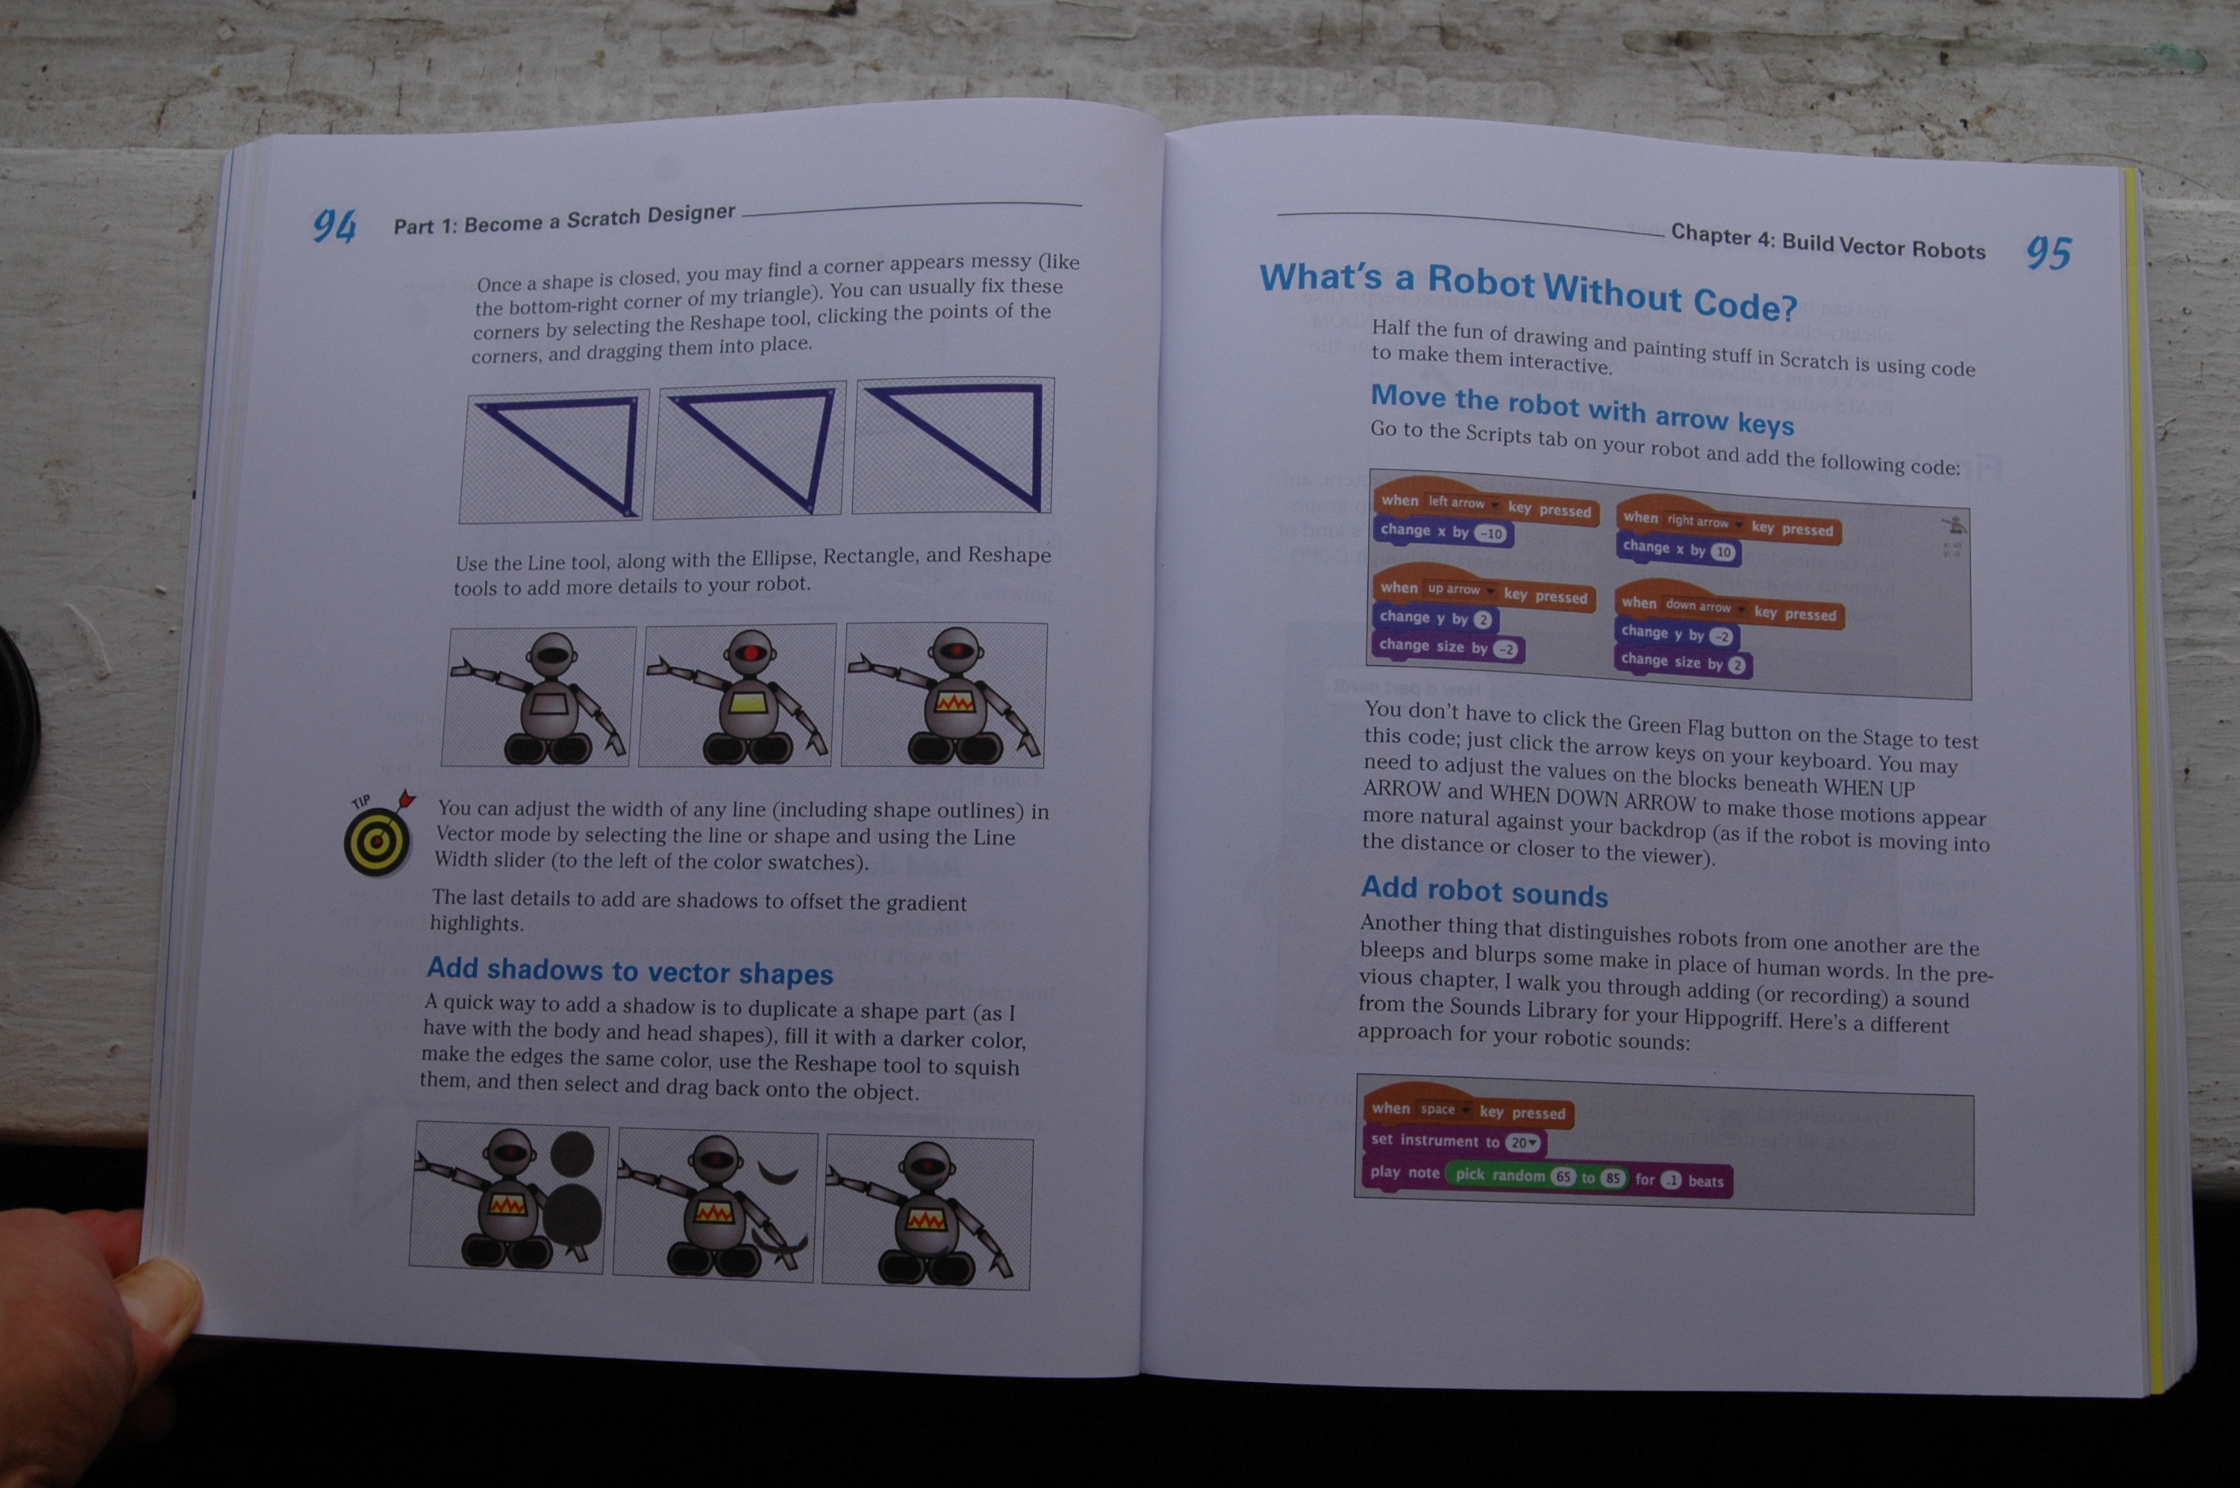 94 Part 1: Become a Scratch Designer
Once a shape is closed, you may find a corner appears messy (like
the bottom-right corner of my triangle). You can usually fix these
corners by selecting the Reshape tool, clicking the points of the
corners, and dragging them into place.
Use the Line tool, along with the Ellipse, Rectangle, and Reshape
tools to add more details to your robot.
TIP
You can adjust the width of any line (including shape outlines) in
Vector mode by selecting the line or shape and using the Line
Width slider (to the left of the color swatches).
The last details to add are shadows to offset the gradient
highlights.
Add shadows to vector shapes
A quick way to add a shadow is to duplicate a shape part (as I
have with the body and head shapes), fill it with a darker color,
make the edges the same color, use the Reshape tool to squish
them, and then select and drag back onto the object.
Chapter 4: Build Vector Robots 95
What's a Robot Without Code?
Half the fun of drawing and painting stuff in Scratch is using code
to make them interactive.
Move the robot with arrow keys
Go to the Scripts tab on your robot and add the following code:
when left arrow key pressed
change x by -10
when right arrow key pressed
change x by 10
when up arrow key pressed
change y by 2
change size by -2
when down arrow key pressed
change y by -2
change size by 2
You don't have to click the Green Flag button on the Stage to test
this code; just click the arrow keys on your keyboard. You may
need to adjust the values on the blocks beneath WHEN UP
ARROW and WHEN DOWN ARROW to make those motions appear
more natural against your backdrop (as if the robot is moving into
the distance or closer to the viewer).
Add robot sounds
Another thing that distinguishes robots from one another are the
bleeps and blurps some make in place of human words. In the pre-
vious chapter, I walk you through adding (or recording) a sound
from the Sounds Library for your Hippogriff. Here's a different
approach for your robotic sounds:
when space key pressed
set instrument to 20
play note pick random 65 to 85 for .1 beats